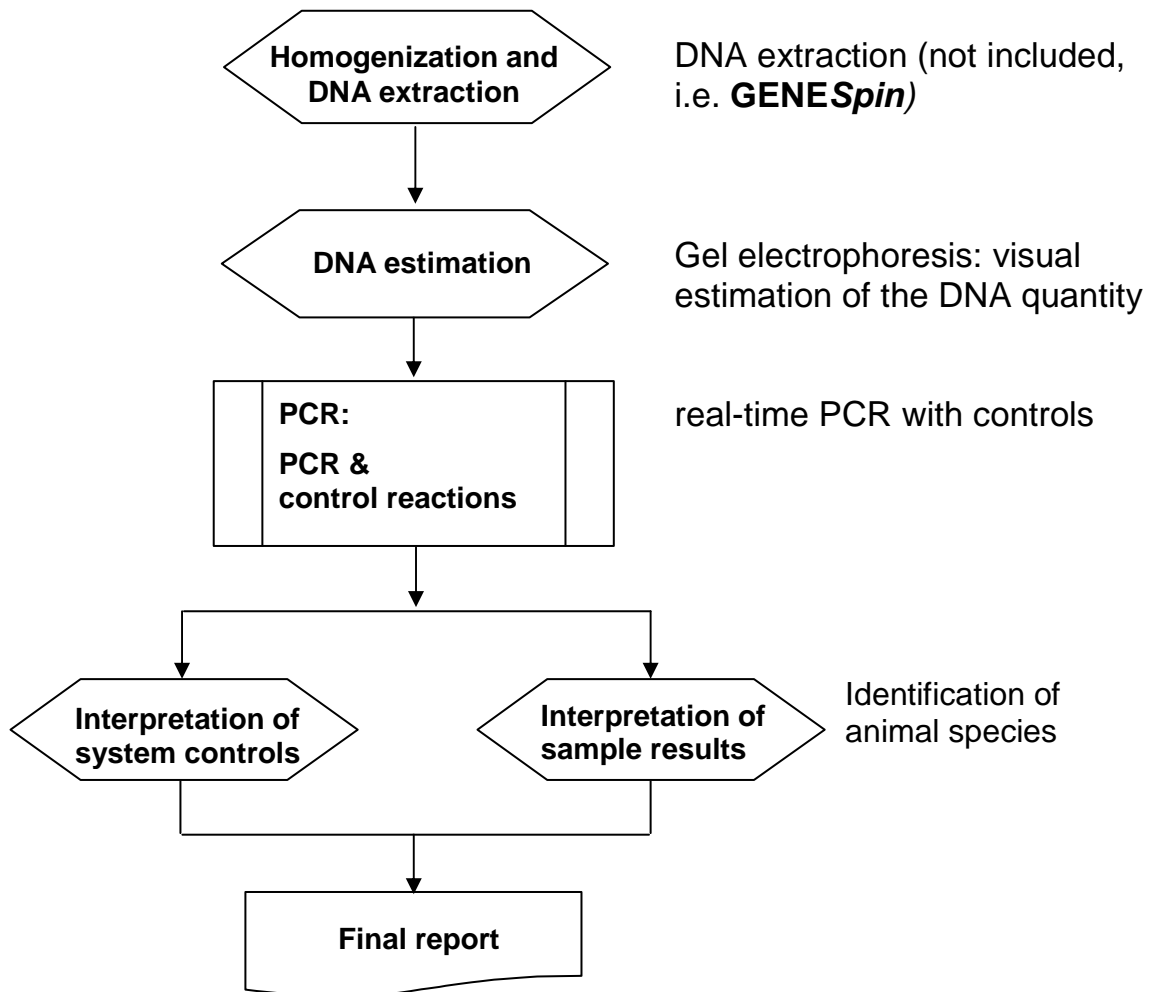 Homogenization and
DNA extraction
DNA extraction (not included,
i.e. GENESpin)
DNA estimation
Gel electrophoresis: visual
estimation of the DNA quantity
PCR:
PCR &
control reactions
real-time PCR with controls
Interpretation of
system controls
Interpretation of
sample results
Identification of
animal species
Final report